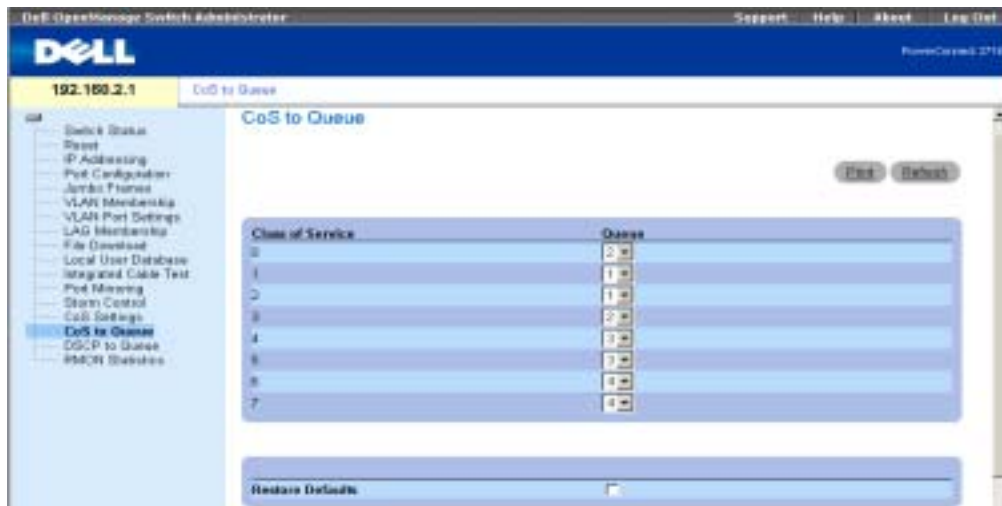 Dell OpenManage Switch Administrator
Support Help About Log Out
DELL
PowerConnect 2716
192.168.2.1
CoS to Queue
CoS to Queue
Print Refresh
Switch Status
Reset
IP Addressing
Port Configuration
Jumbo Frames
VLAN Membership
VLAN Port Settings
LAG Membership
File Download
Local User Database
Integrated Cable Test
Port Mirroring
Storm Control
CoS Settings
CoS to Queue
DSCP to Queue
RMON Statistics
Class of Service Queue
0 2
1 1
2 1
3 2
4 3
5 3
6 4
7 4
Restore Defaults